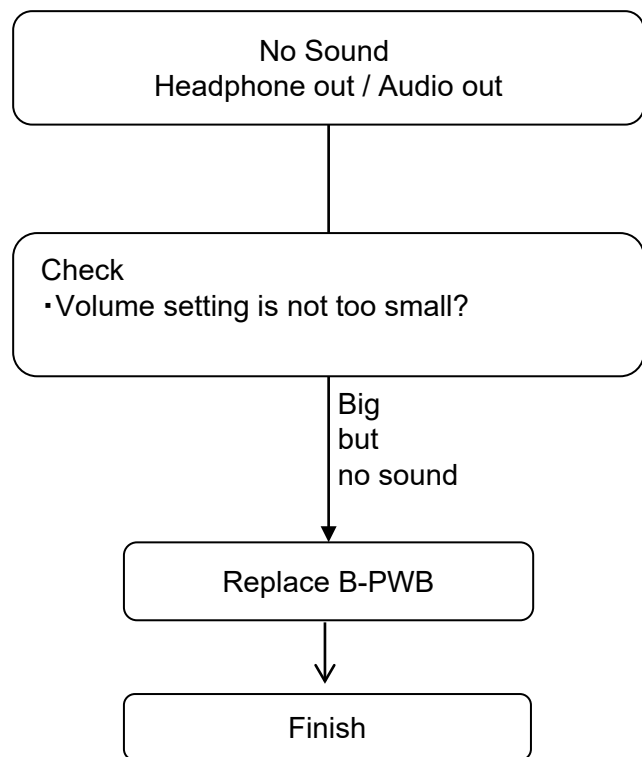 No Sound
Headphone out / Audio out
Check
・Volume setting is not too small?
Big
but
no sound
Replace B-PWB
Finish